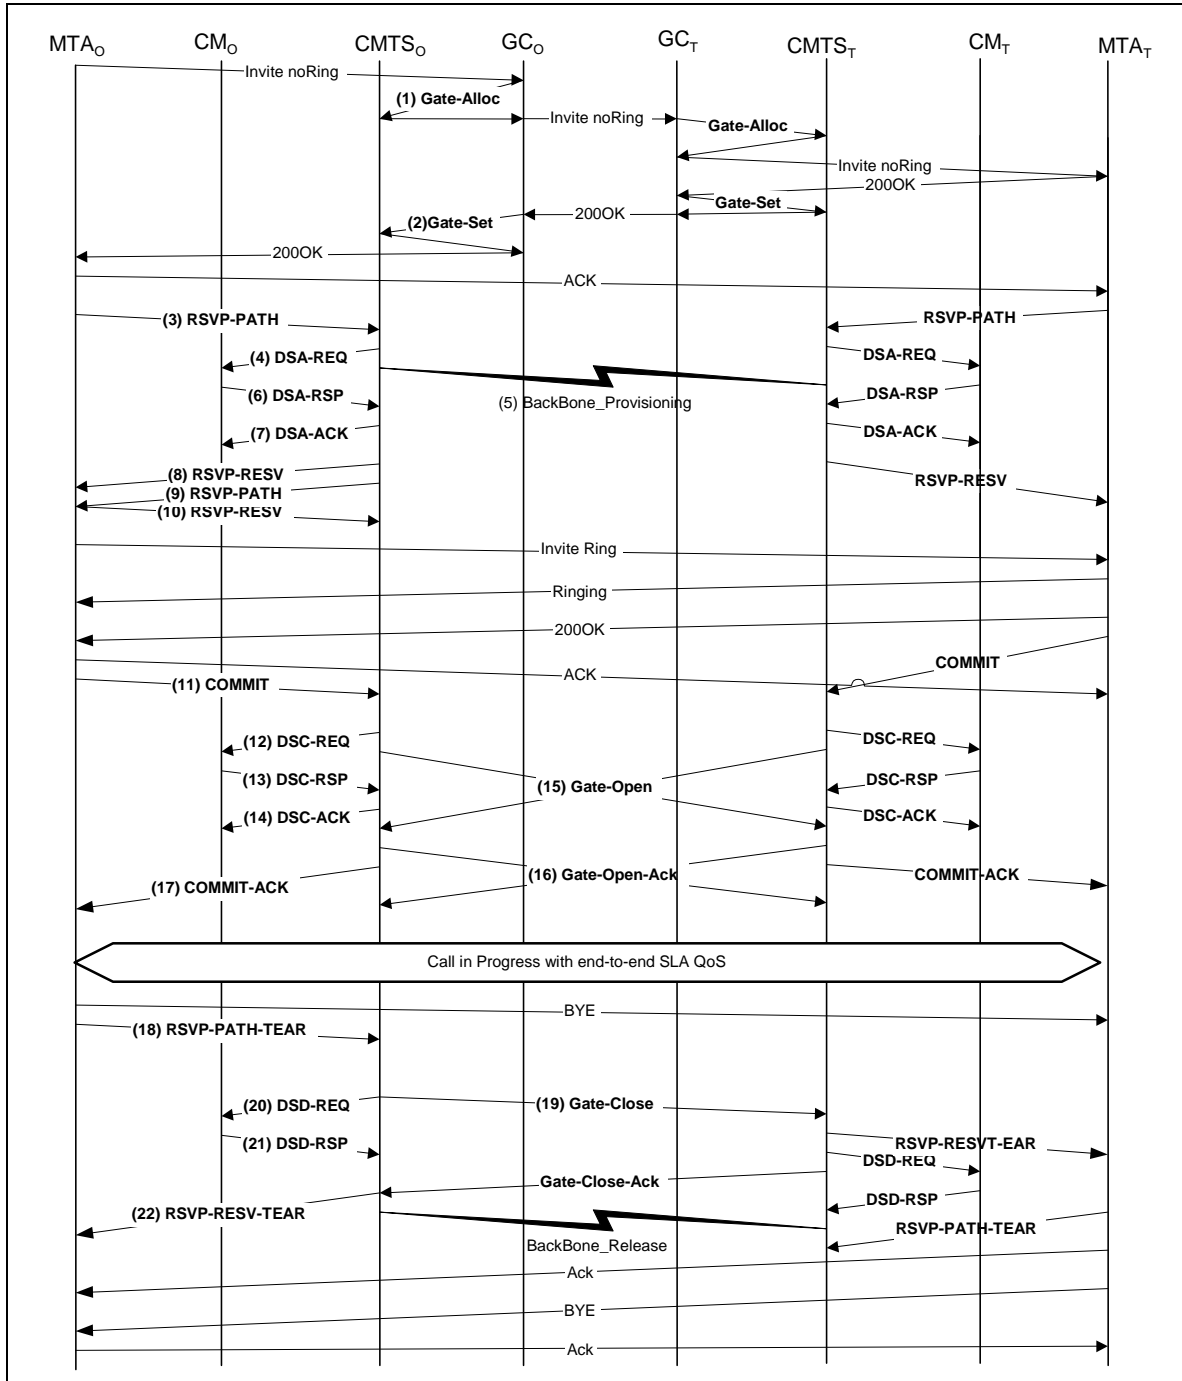 MTAO CMO CMTSO GCO GCT CMTST CMT MTAT
Invite noRing
(1) Gate-Alloc
Invite noRing
Gate-Alloc
Invite noRing
200OK
Gate-Set
200OK
(2)Gate-Set
200OK
ACK
(3) RSVP-PATH
RSVP-PATH
(4) DSA-REQ
DSA-REQ
(5) BackBone_Provisioning
(6) DSA-RSP
DSA-RSP
(7) DSA-ACK
DSA-ACK
(8) RSVP-RESV
RSVP-RESV
(9) RSVP-PATH
(10) RSVP-RESV
Invite Ring
Ringing
200OK
ACK
COMMIT
(11) COMMIT
(12) DSC-REQ
DSC-REQ
(13) DSC-RSP
(15) Gate-Open
DSC-RSP
(14) DSC-ACK
DSC-ACK
(16) Gate-Open-Ack
COMMIT-ACK
(17) COMMIT-ACK
Call in Progress with end-to-end SLA QoS
BYE
(18) RSVP-PATH-TEAR
(20) DSD-REQ
(19) Gate-Close
(21) DSD-RSP
RSVP-RESVT-EAR
DSD-REQ
Gate-Close-Ack
DSD-RSP
(22) RSVP-RESV-TEAR
RSVP-PATH-TEAR
BackBone_Release
Ack
BYE
Ack